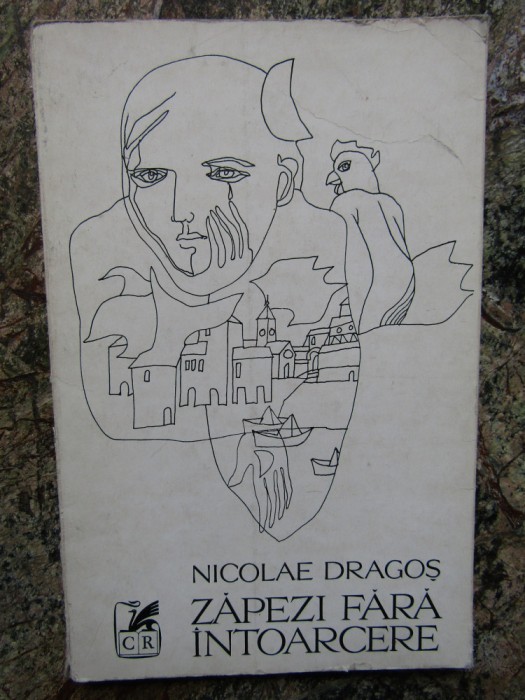 NICOLAE DRAGOȘ
ZĂPEZI FĂRĂ
ÎNTOARCERE
CR